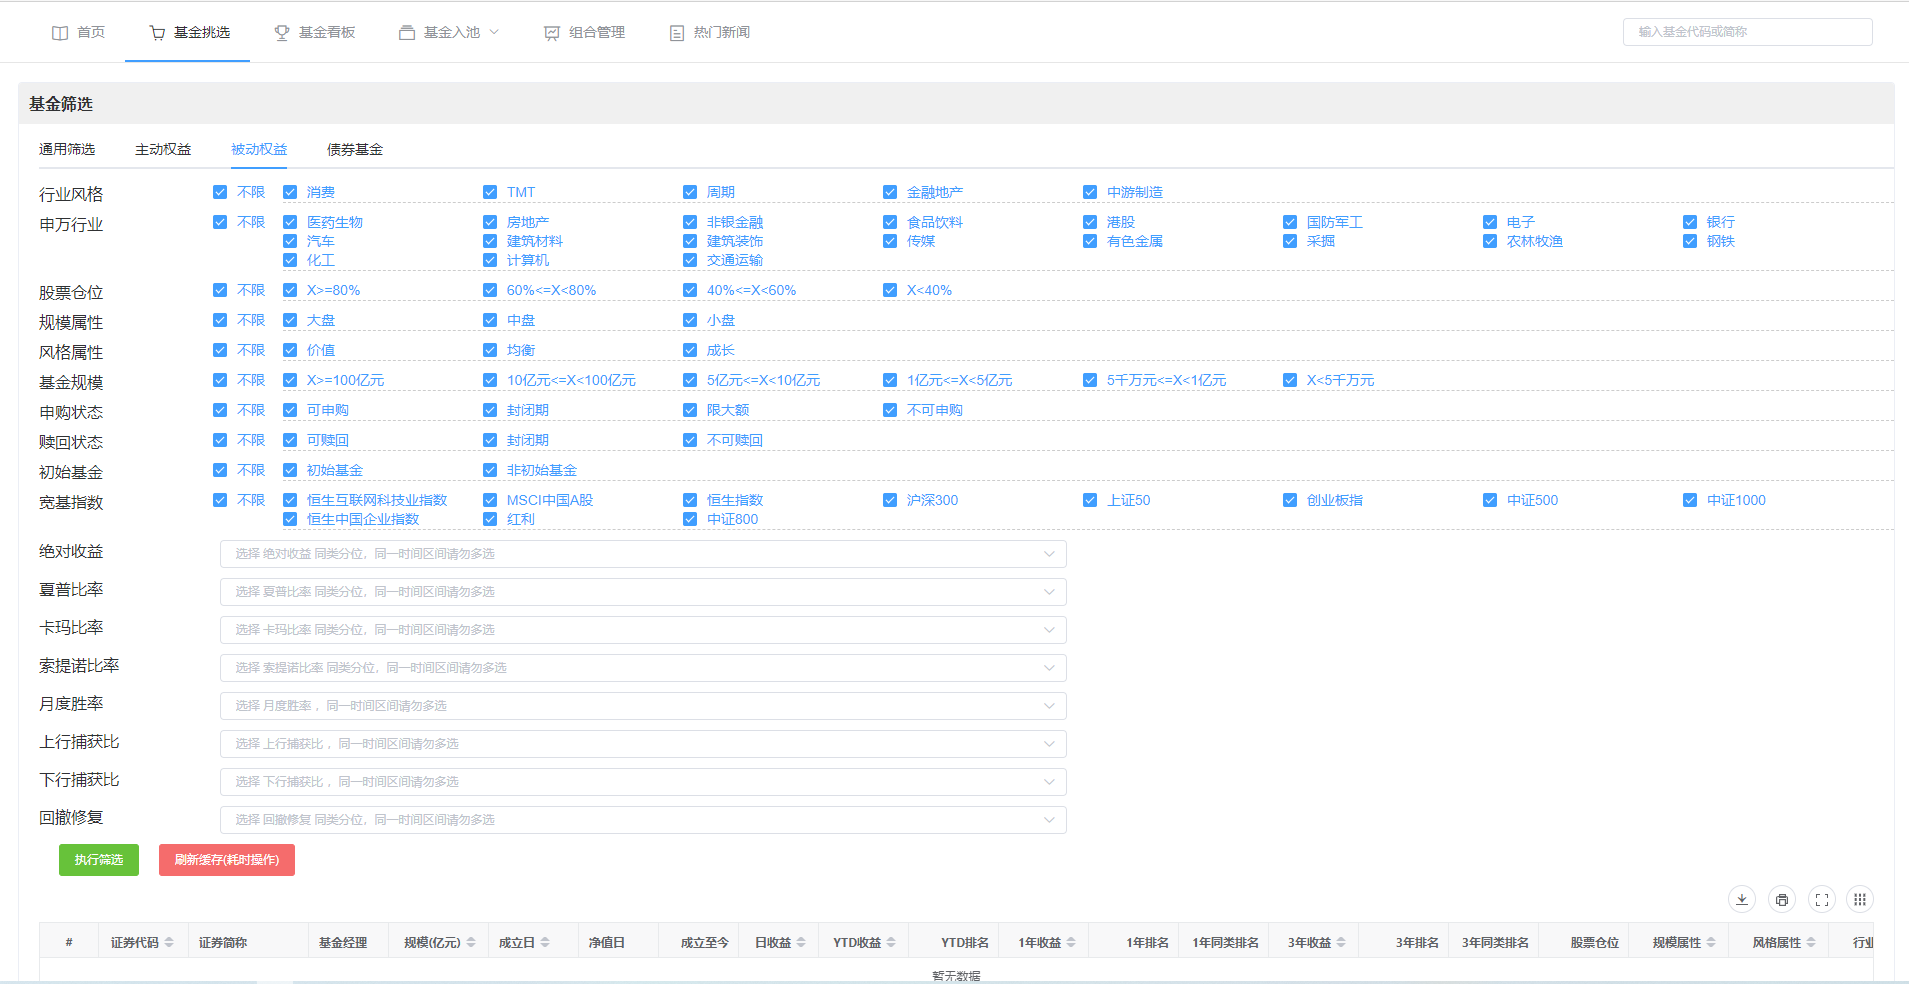 首页 基金挑选 基金看板 基金入池 组合管理 热门新闻 输入基金代码或简称
基金筛选
通用筛选 主动权益 被动权益 债券基金
行业风格 不限 消费 TMT 周期 金融地产 中游制造
申万行业 不限 医药生物 房地产 非银金融 食品饮料 港股 国防军工 电子 银行
汽车 建筑材料 建筑装饰 传媒 有色金属 采掘 农林牧渔 钢铁
化工 计算机 交通运输
股票仓位 不限 X>=80% 60%<=X<80% 40%<=X<60% X<40%
规模属性 不限 大盘 中盘 小盘
风格属性 不限 价值 均衡 成长
基金规模 不限 X>=100亿元 10亿元<=X<100亿元 5亿元<=X<10亿元 1亿元<=X<5亿元 5千万元<=X<1亿元 X<5千万元
申购状态 不限 可申购 封闭期 限大额 不可申购
赎回状态 不限 可赎回 封闭期 不可赎回
初始基金 不限 初始基金 非初始基金
宽基指数 不限 恒生互联网科技业指数 MSCI中国A股 恒生指数 沪深300 上证50 创业板指 中证500 中证1000
恒生中国企业指数 红利 中证800
绝对收益 选择 绝对收益 同类分位，同一时间区间请勿多选
夏普比率 选择 夏普比率 同类分位，同一时间区间请勿多选
卡玛比率 选择 卡玛比率 同类分位，同一时间区间请勿多选
索提诺比率 选择 索提诺比率 同类分位，同一时间区间请勿多选
月度胜率 选择 月度胜率 ，同一时间区间请勿多选
上行捕获比 选择 上行捕获比 ，同一时间区间请勿多选
下行捕获比 选择 下行捕获比 ，同一时间区间请勿多选
回撤修复 选择 回撤修复 同类分位，同一时间区间请勿多选
执行筛选 刷新缓存(耗时操作)
# 证券代码 证券简称 基金经理 规模(亿元) 成立日 净值日 成立至今 日收益 YTD收益 YTD排名 1年收益 1年排名 1年同类排名 3年收益 3年排名 3年同类排名 股票仓位 规模属性 风格属性 行业
暂无数据